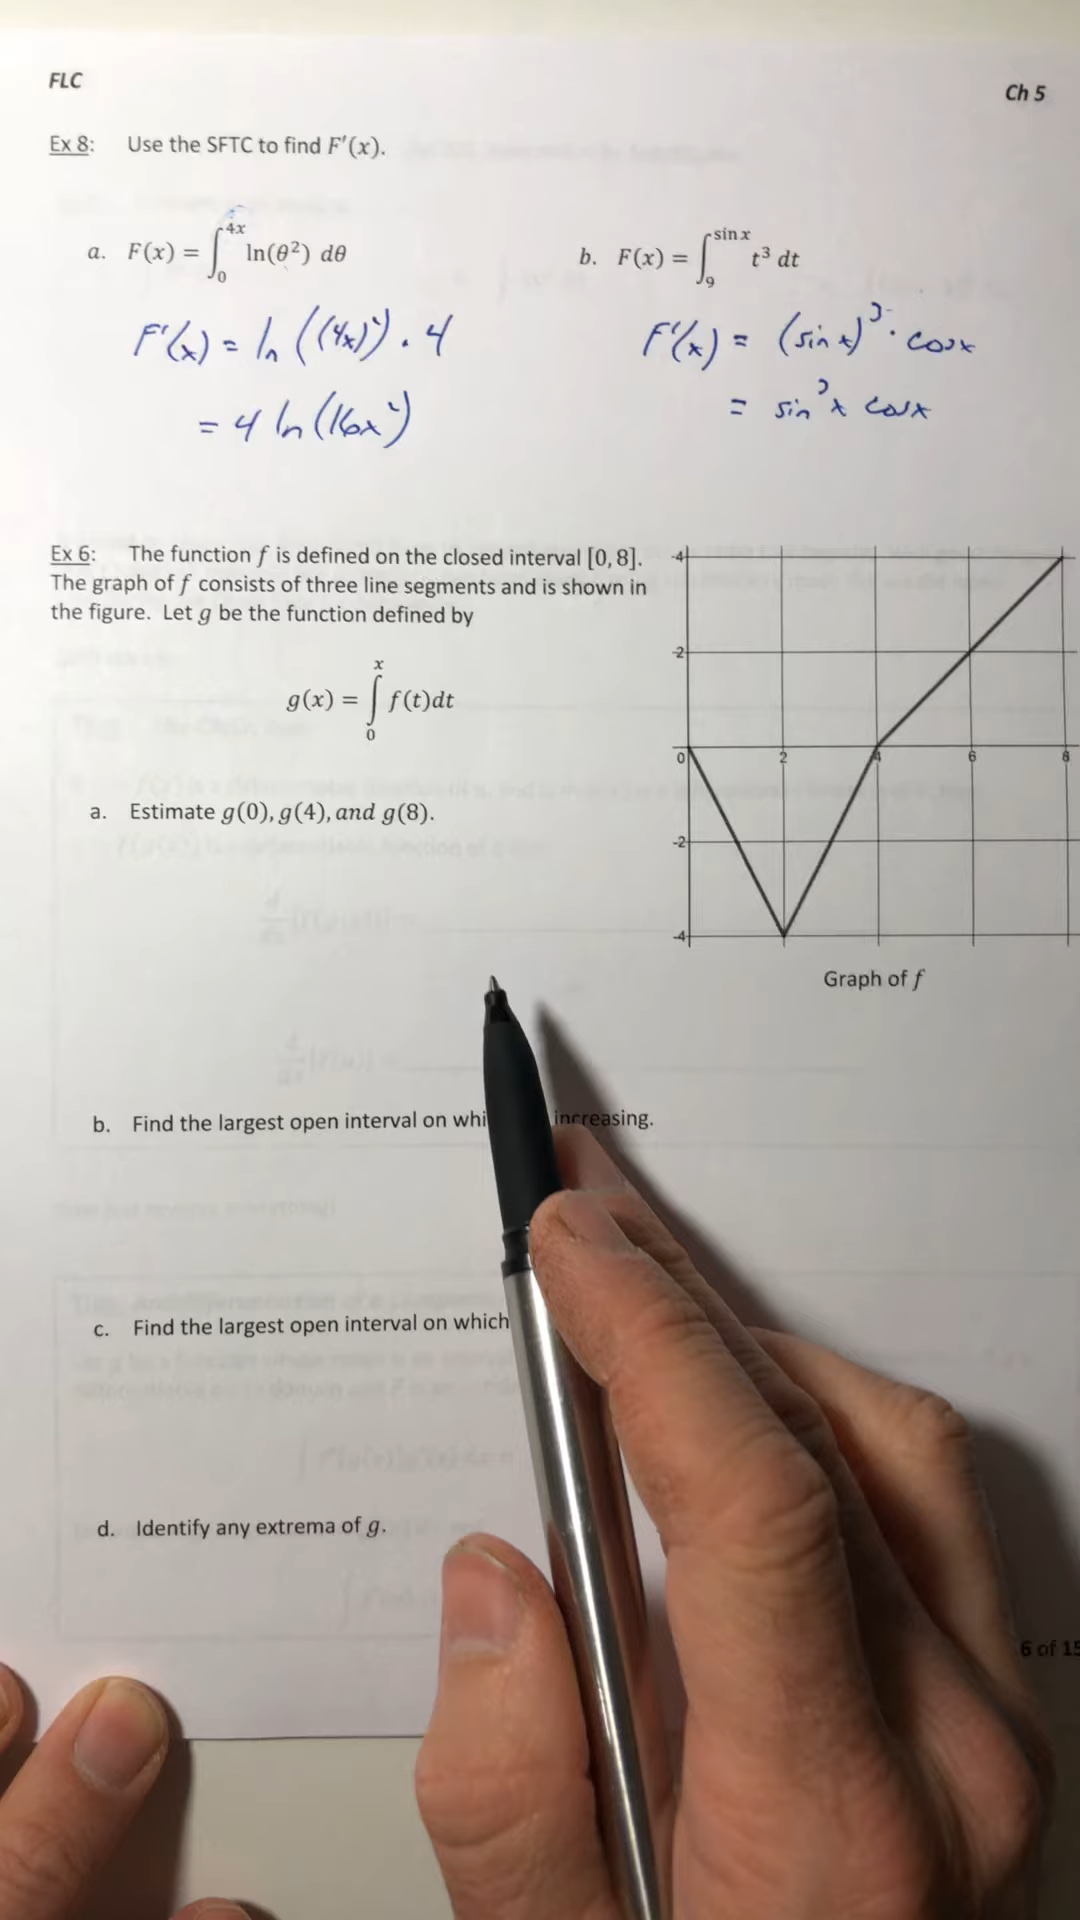 FLC
Ch 5
Ex 8: Use the SFTC to find F′(x).
a. F(x) = ∫₀^{4x} ln(θ²) dθ
b. F(x) = ∫₉^{sin x} t³ dt
F'(x) = ln((4x)²) · 4
F'(x) = (sin x)³ · cosx
= 4 ln(16x²)
= sin³x cosx
Ex 6: The function f is defined on the closed interval [0, 8].
The graph of f consists of three line segments and is shown in
the figure. Let g be the function defined by
g(x) = ∫₀^x f(t)dt
a. Estimate g(0), g(4), and g(8).
-4
-2
0 2 4 6 8
-2
-4
Graph of f
b. Find the largest open interval on whi increasing.
c. Find the largest open interval on which
d. Identify any extrema of g.
6 of 15